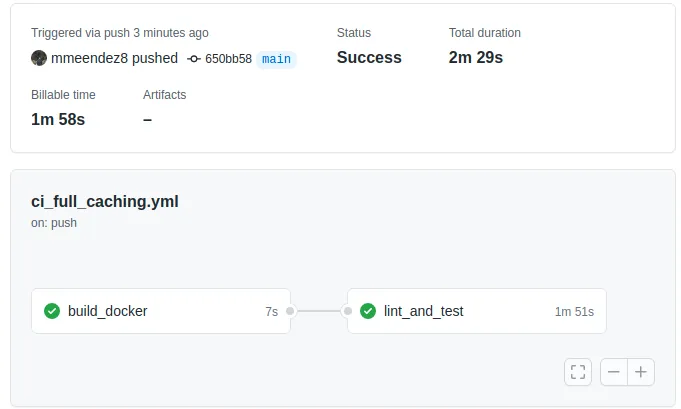 Triggered via push 3 minutes ago
mmeendez8 pushed 650bb58 main
Status
Success
Total duration
2m 29s
Billable time
1m 58s
Artifacts
–
ci_full_caching.yml
on: push
build_docker 7s
lint_and_test 1m 51s